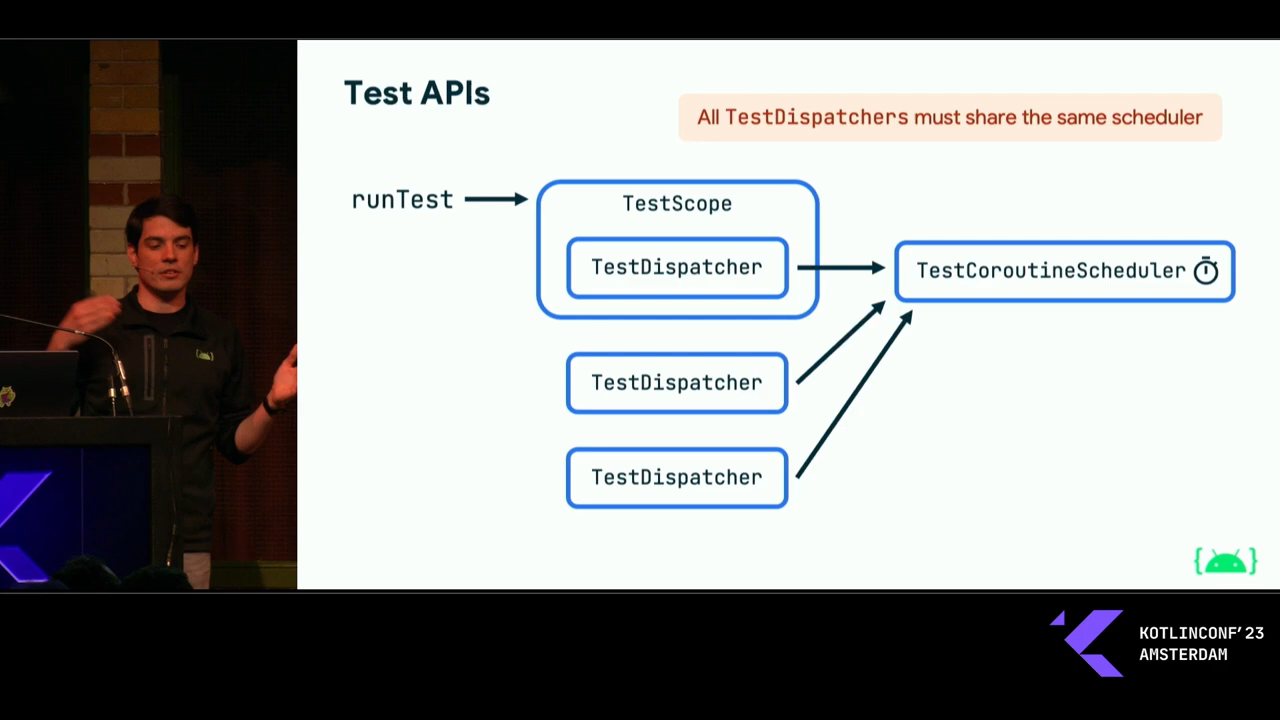 Test APIs
All TestDispatchers must share the same scheduler
runTest
TestScope
TestDispatcher
TestCoroutineScheduler
TestDispatcher
TestDispatcher
KOTLINCONF'23
AMSTERDAM